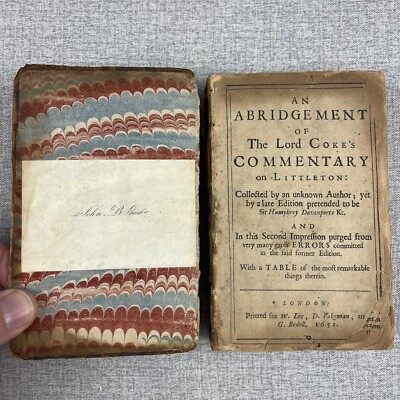 John B
AN
ABRIDGEMENT
OF
The Lord COKE'S
COMMENTARY
on LITTLETON:
Collected by an unknown Author; yet
by a late Edition pretended to be
Sir Humphrey Davenports Kt.
AND
In this Second Impression purged from
very many gross ERRORS committed
in the said former Edition.
With a TABLE of the most remarkable
things therein.
LONDON:
Printed for W. Lee, D. Pakeman, and
G. Bedell. 1651.